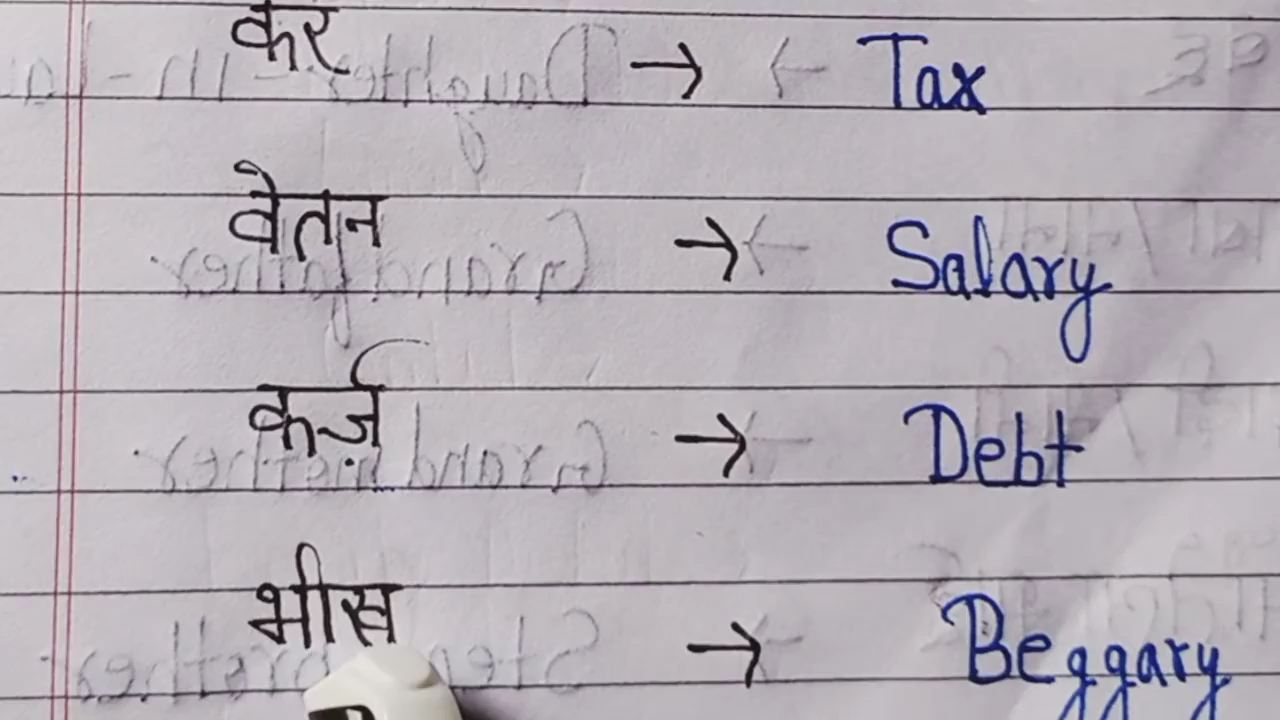 कर → Tax
वेतन → Salary
कर्ज़ → Debt
भीख → Beggary